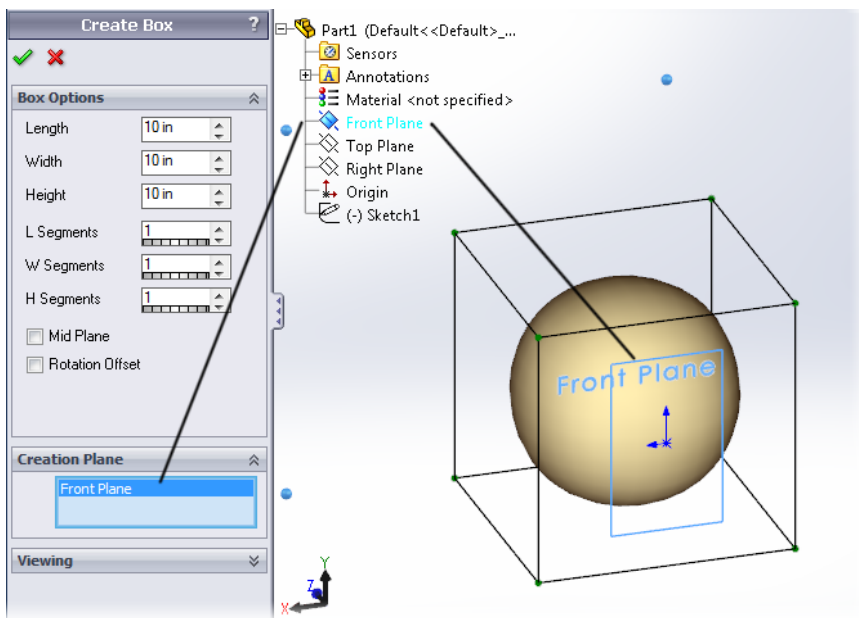 Create Box ?
Box Options
Length 10 in
Width 10 in
Height 10 in
L Segments 1
W Segments 1
H Segments 1
Mid Plane
Rotation Offset
Creation Plane
Front Plane
Viewing
Part1 (Default<<Default>_...
Sensors
A Annotations
Material <not specified>
Front Plane
Top Plane
Right Plane
Origin
(-) Sketch1
Front Plane
Y
Z
X